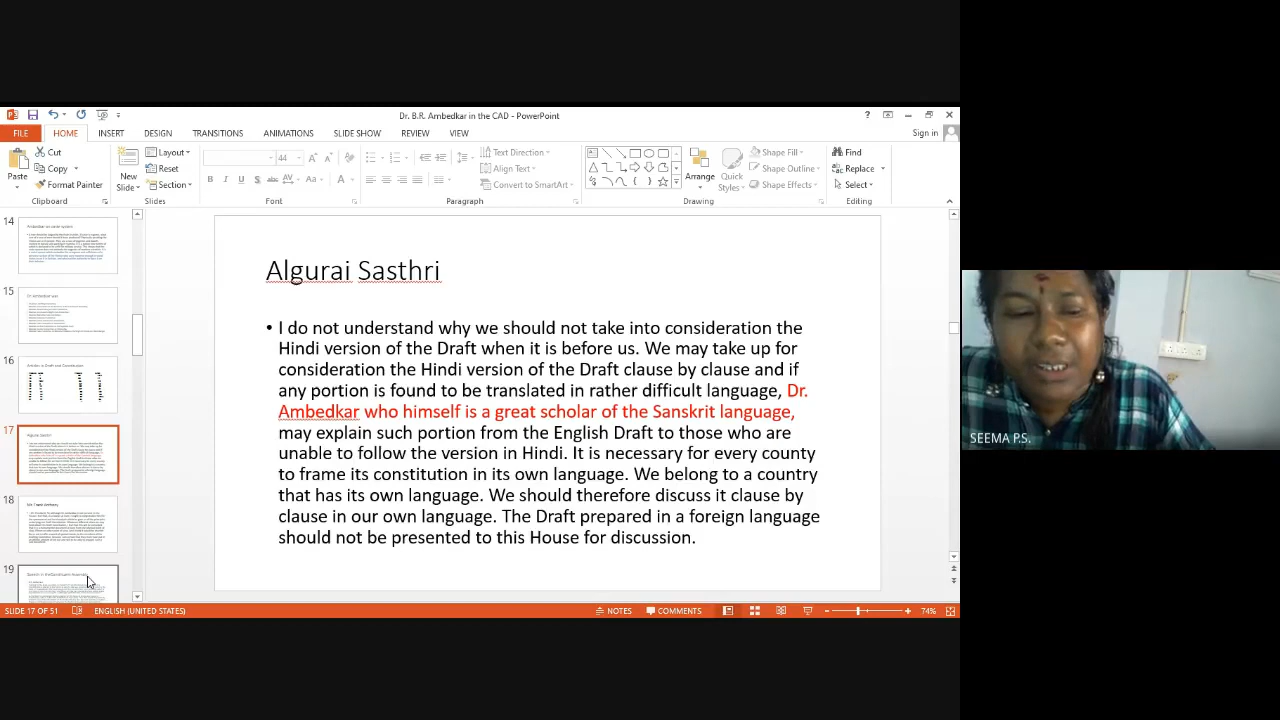 Dr. B.R. Ambedkar in the CAD - PowerPoint
FILE HOME INSERT DESIGN TRANSITIONS ANIMATIONS SLIDE SHOW REVIEW VIEW Sign in
Paste Cut Copy Format Painter
Clipboard
New Slide Layout Reset Section
Slides
44
Font
Text Direction
Align Text
Convert to SmartArt
Paragraph
Arrange Quick Styles
Shape Fill
Shape Outline
Shape Effects
Drawing
Find
Replace
Select
Editing
14
15
16
17
18
19
Algurai Sasthri
• I do not understand why we should not take into consideration the
Hindi version of the Draft when it is before us. We may take up for
consideration the Hindi version of the Draft clause by clause and if
any portion is found to be translated in rather difficult language, Dr.
Ambedkar who himself is a great scholar of the Sanskrit language,
may explain such portion from the English Draft to those who are
unable to follow the version in Hindi. It is necessary for every county
to frame its constitution in its own language. We belong to a country
that has its own language. We should therefore discuss it clause by
clause in our own language. The Draft prepared in a foreign language
should not be presented to this House for discussion.
SLIDE 17 OF 51 ENGLISH (UNITED STATES) NOTES COMMENTS 74%
SEEMA P.S.